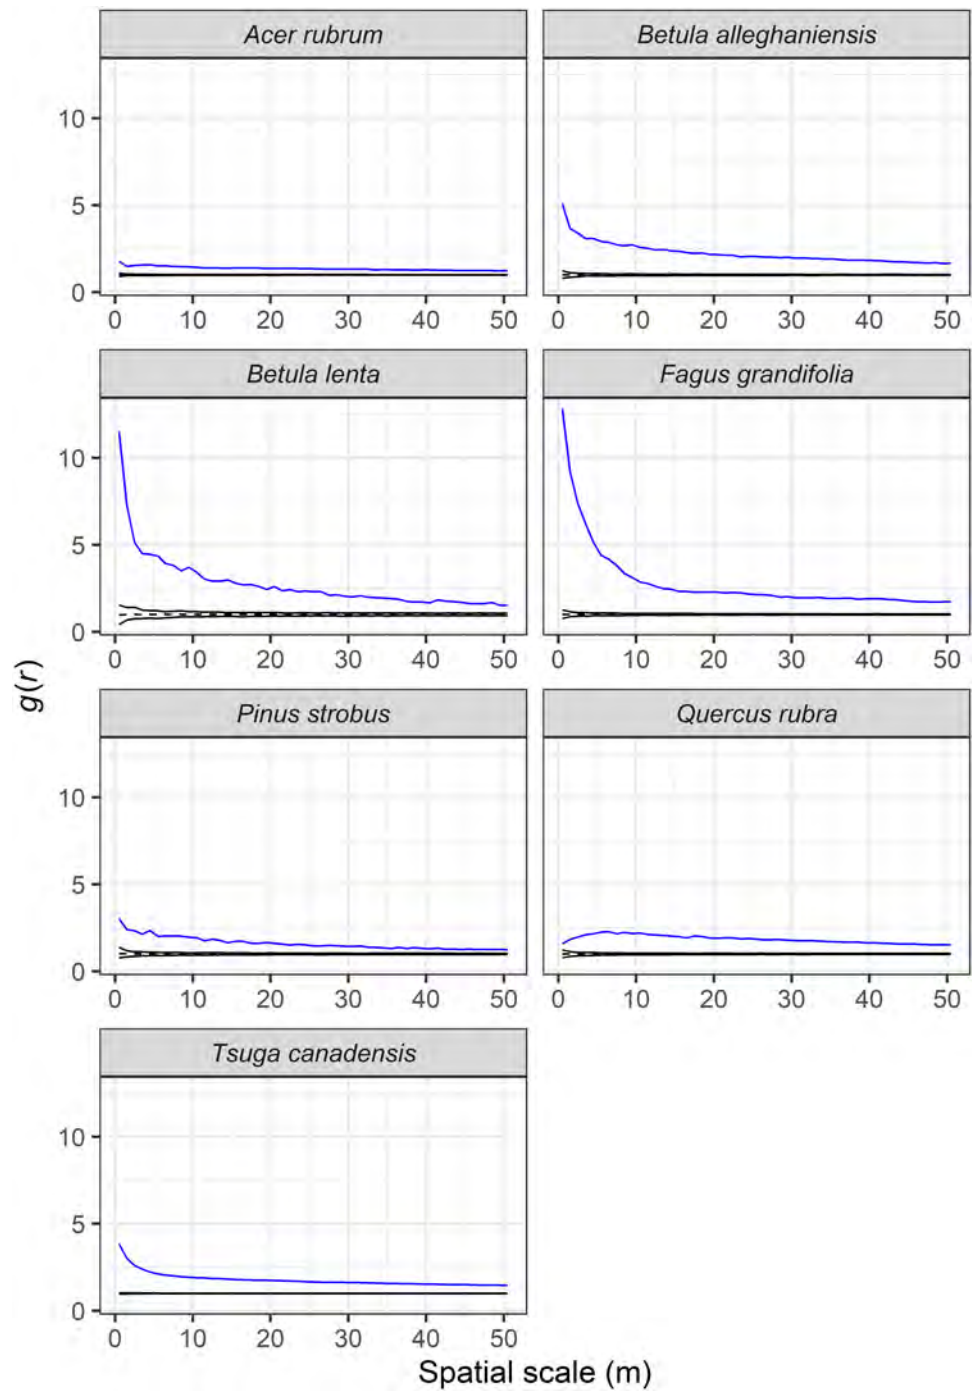 Acer rubrum
Betula alleghaniensis
10
5
0
0 10 20 30 40 50
0 10 20 30 40 50
Betula lenta
Fagus grandifolia
10
5
0
0 10 20 30 40 50
0 10 20 30 40 50
g(r)
Pinus strobus
Quercus rubra
10
5
0
0 10 20 30 40 50
0 10 20 30 40 50
Tsuga canadensis
10
5
0
0 10 20 30 40 50
Spatial scale (m)